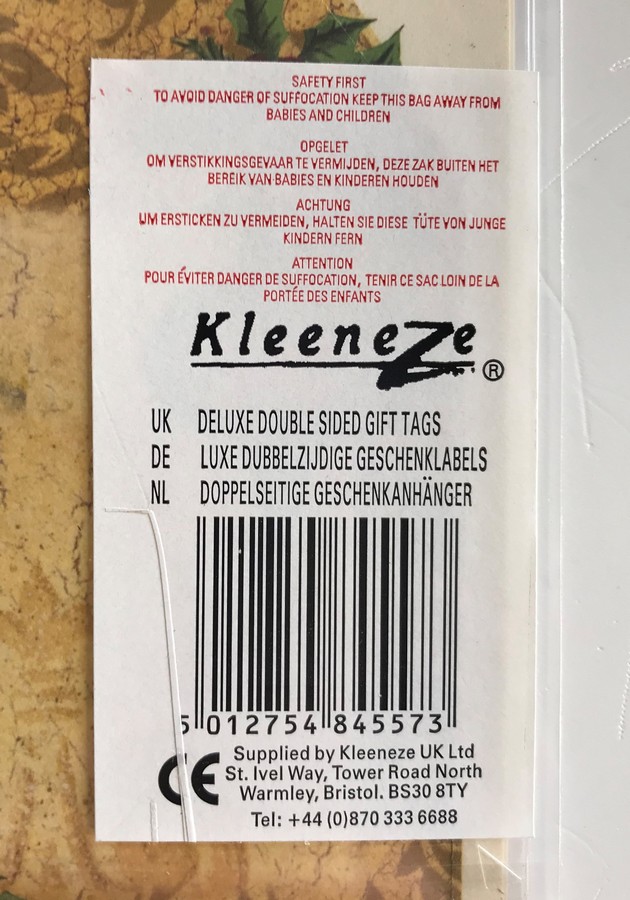 SAFETY FIRST
TO AVOID DANGER OF SUFFOCATION KEEP THIS BAG AWAY FROM
BABIES AND CHILDREN
OPGELET
OM VERSTIKKINGSGEVAAR TE VERMIJDEN, DEZE ZAK BUITEN HET
BEREIK VAN BABIES EN KINDEREN HOUDEN
ACHTUNG
UM ERSTICKEN ZU VERMEIDEN, HALTEN SIE DIESE TÜTE VON JUNGE
KINDERN FERN
ATTENTION
POUR ÉVITER DANGER DE SUFFOCATION, TENIR CE SAC LOIN DE LA
PORTÉE DES ENFANTS
Kleeneze ®
UK DELUXE DOUBLE SIDED GIFT TAGS
DE LUXE DUBBELZIJDIGE GESCHENKLABELS
NL DOPPELSEITIGE GESCHENKANHÄNGER
5 012754 845573
CE Supplied by Kleeneze UK Ltd
St. Ivel Way, Tower Road North
Warmley, Bristol. BS30 8TY
Tel: +44 (0)870 333 6688